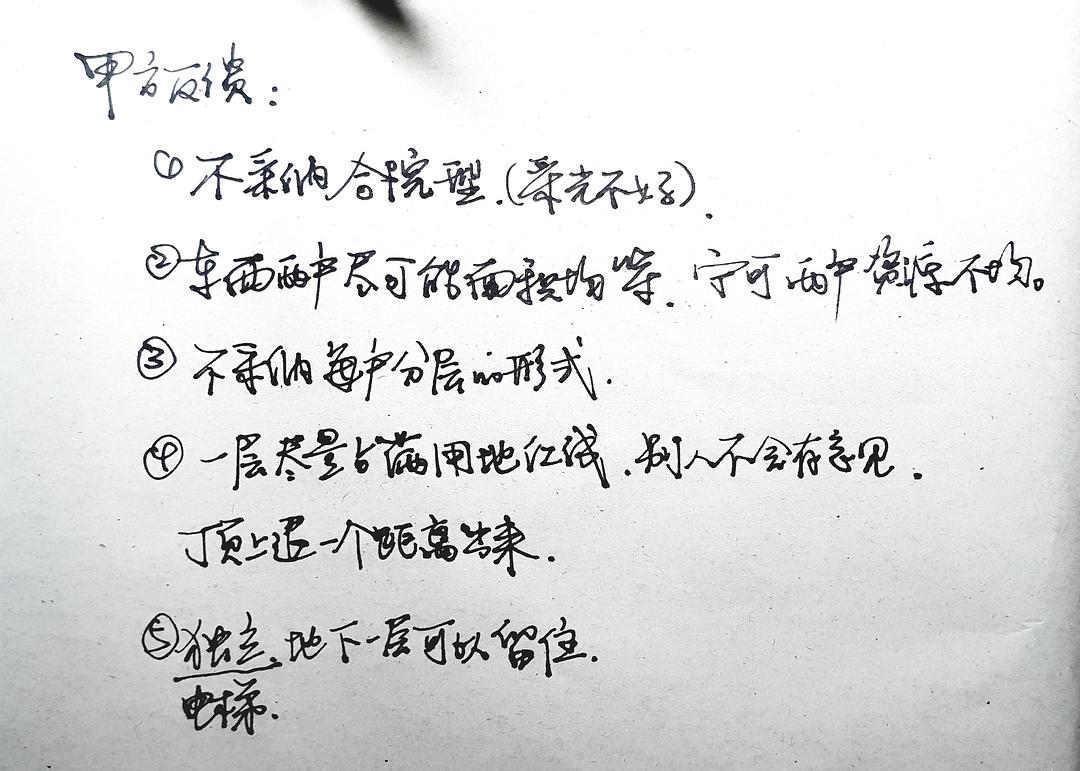 甲方反馈：
① 不采纳合院型.(采光不好).
② 东西两户尽可能面积均等. 宁可两户资源不均。
③ 不采纳每户分层的形式.
④ 一层尽量占满用地红线. 别人不会有意见.
顶上退一个距离出来.
⑤ 独立. 地下一层可以留住.
电梯.